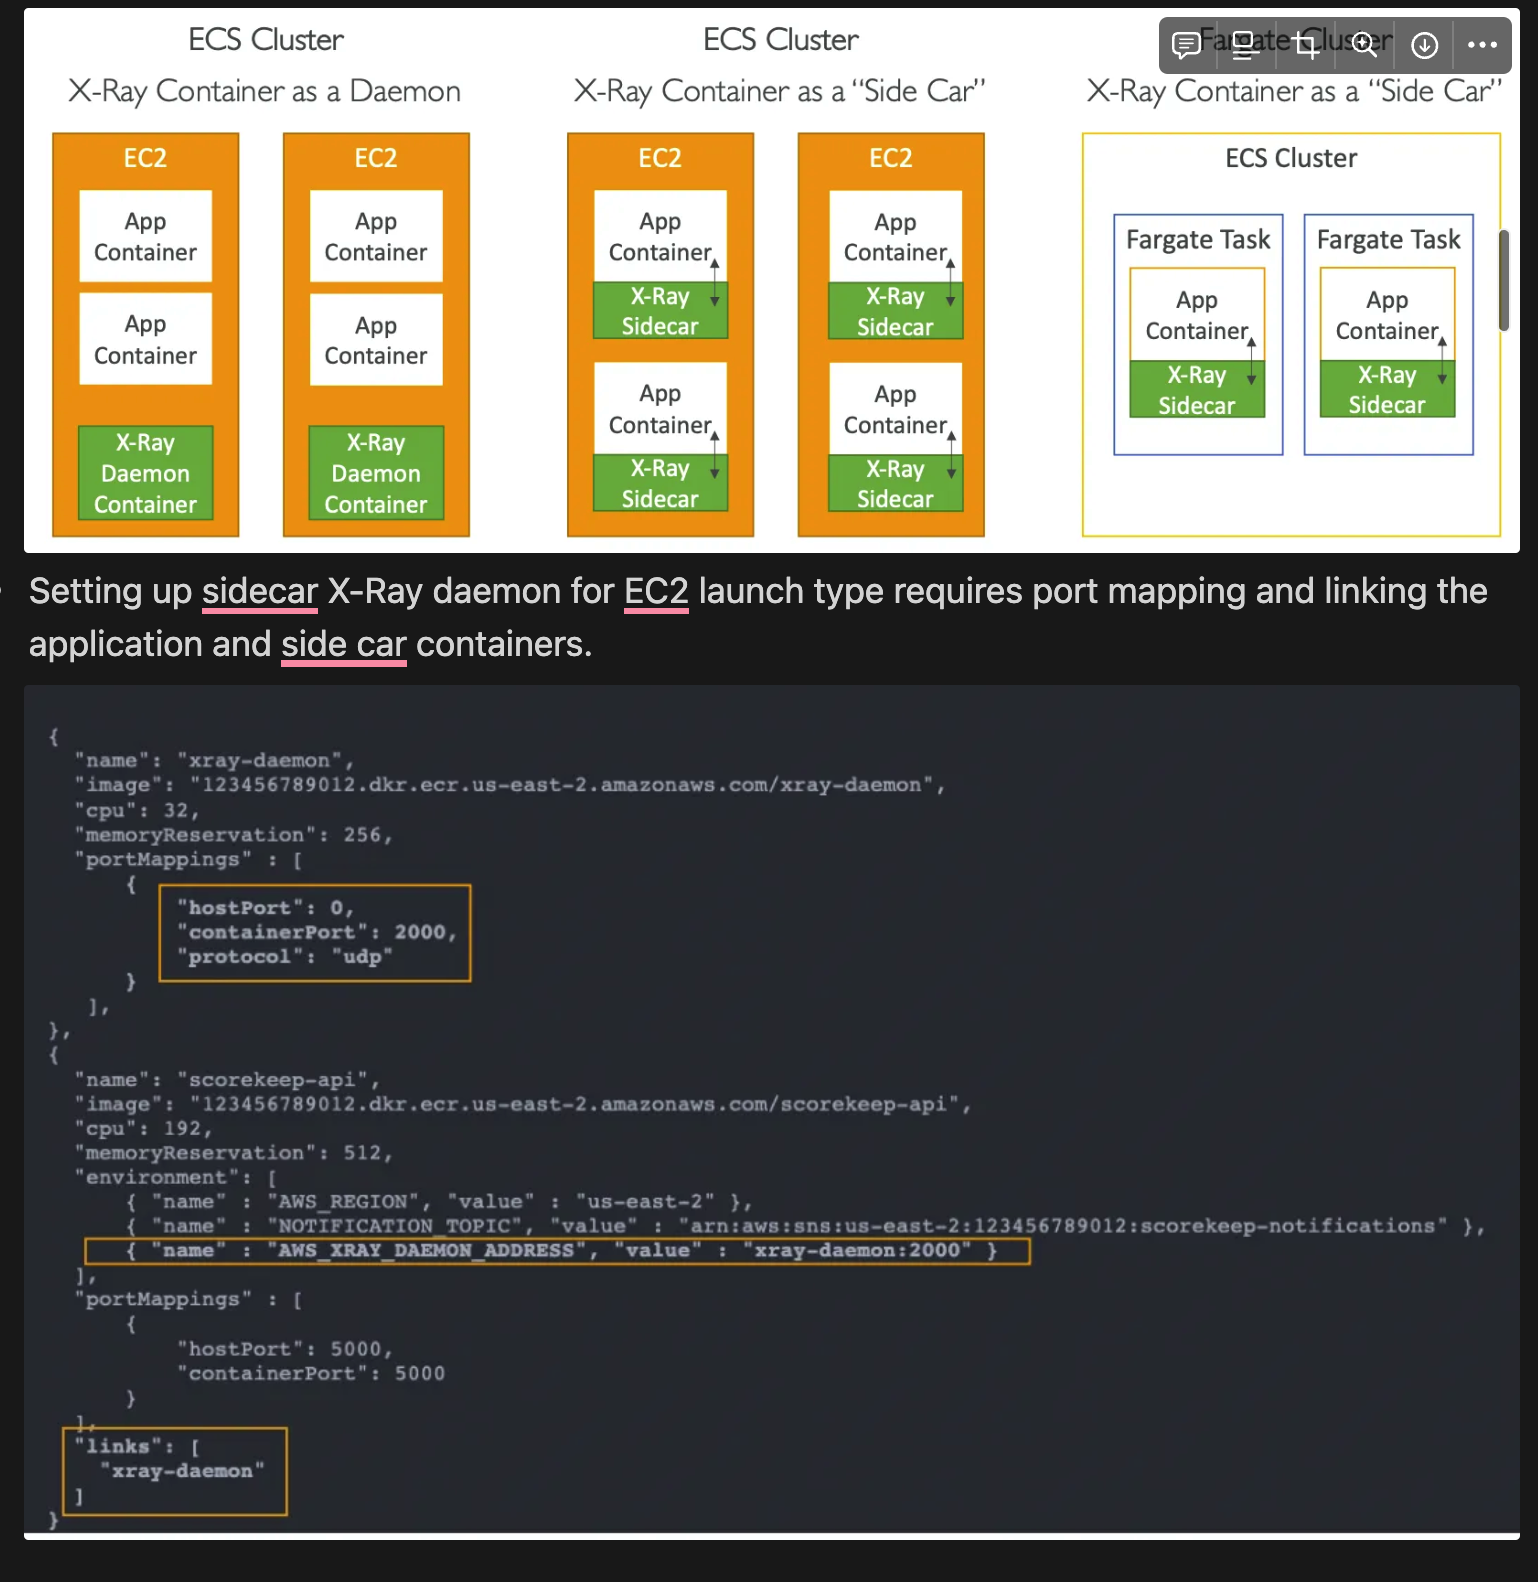 ECS Cluster
X-Ray Container as a Daemon
EC2
App
Container
App
Container
X-Ray
Daemon
Container
EC2
App
Container
App
Container
X-Ray
Daemon
Container
ECS Cluster
X-Ray Container as a “Side Car”
EC2
App
Container
X-Ray
Sidecar
App
Container
X-Ray
Sidecar
EC2
App
Container
X-Ray
Sidecar
App
Container
X-Ray
Sidecar
Fargate Cluster
X-Ray Container as a “Side Car”
ECS Cluster
Fargate Task
App
Container
X-Ray
Sidecar
Fargate Task
App
Container
X-Ray
Sidecar
Setting up sidecar X-Ray daemon for EC2 launch type requires port mapping and linking the
application and side car containers.
{
"name": "xray-daemon",
"image": "123456789012.dkr.ecr.us-east-2.amazonaws.com/xray-daemon",
"cpu": 32,
"memoryReservation": 256,
"portMappings" : [
{
"hostPort": 0,
"containerPort": 2000,
"protocol": "udp"
}
],
},
{
"name": "scorekeep-api",
"image": "123456789012.dkr.ecr.us-east-2.amazonaws.com/scorekeep-api",
"cpu": 192,
"memoryReservation": 512,
"environment": [
{ "name" : "AWS_REGION", "value" : "us-east-2" },
{ "name" : "NOTIFICATION_TOPIC", "value" : "arn:aws:sns:us-east-2:123456789012:scorekeep-notifications" },
{ "name" : "AWS_XRAY_DAEMON_ADDRESS", "value" : "xray-daemon:2000" }
],
"portMappings" : [
{
"hostPort": 5000,
"containerPort": 5000
}
],
"links": [
"xray-daemon"
]
}